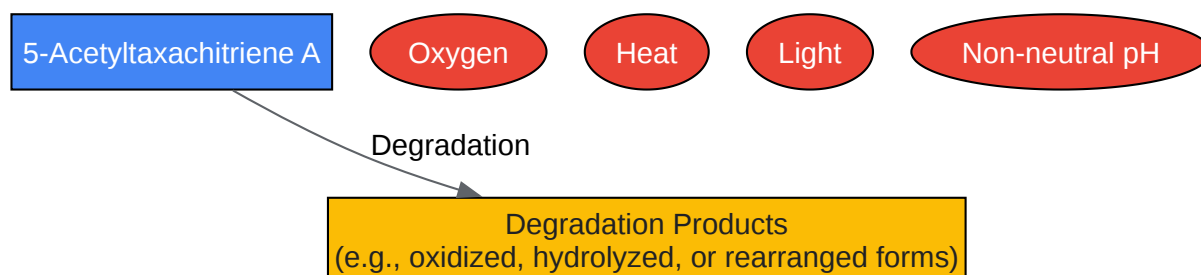 5-Acetyltaxachitriene A
Oxygen
Heat
Light
Non-neutral pH
Degradation
Degradation Products
(e.g., oxidized, hydrolyzed, or rearranged forms)